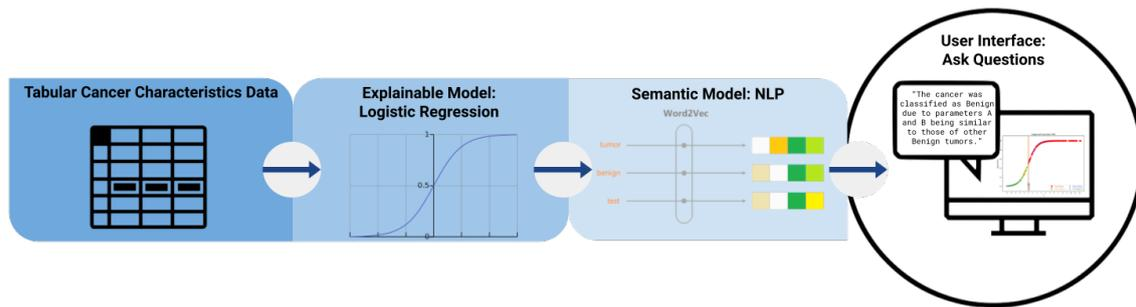 Tabular Cancer Characteristics Data
Explainable Model:
Logistic Regression
1
0.5
0
Semantic Model: NLP
Word2Vec
tumor
benign
test
User Interface:
Ask Questions
"The cancer was
classified as Benign
due to parameters A
and B being similar
to those of other
Benign tumors."